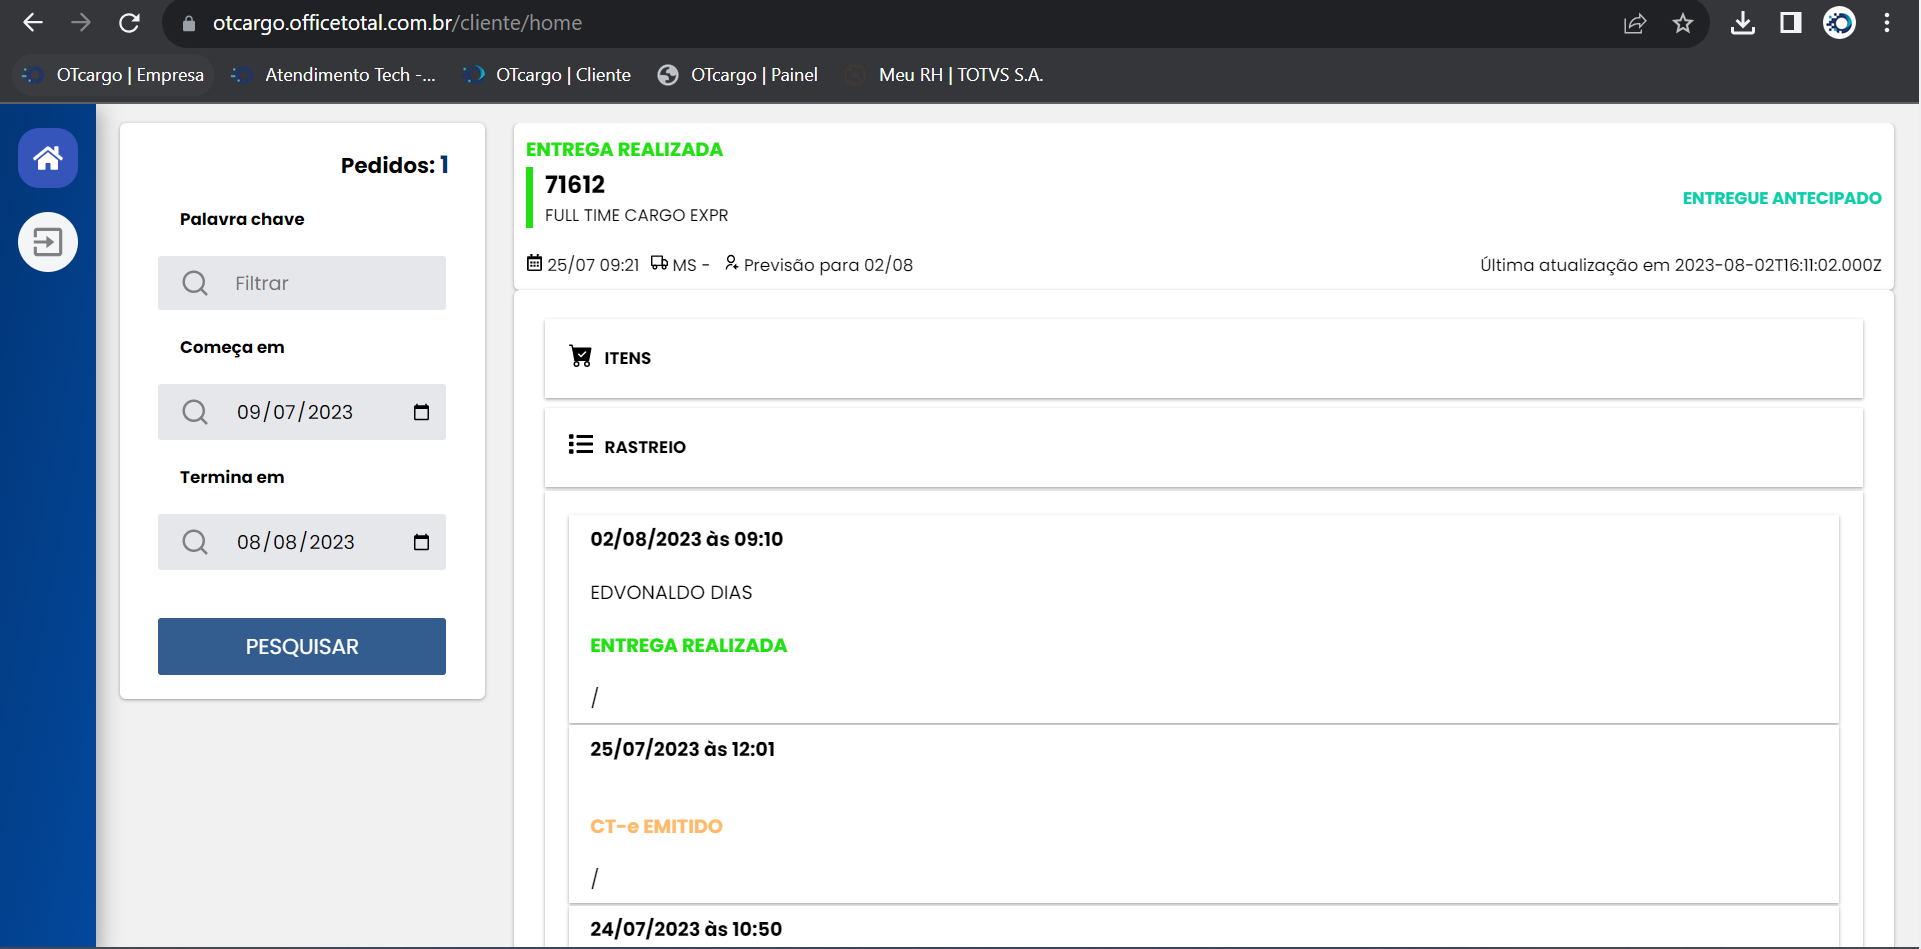 otcargo.officetotal.com.br/cliente/home
OTcargo | Empresa
Atendimento Tech -...
OTcargo | Cliente
OTcargo | Painel
Meu RH | TOTVS S.A.
Pedidos: 1
Palavra chave
Filtrar
Começa em
09/07/2023
Termina em
08/08/2023
PESQUISAR
ENTREGA REALIZADA
71612
FULL TIME CARGO EXPR
ENTREGUE ANTECIPADO
25/07 09:21 MS - Previsão para 02/08
Última atualização em 2023-08-02T16:11:02.000Z
ITENS
RASTREIO
02/08/2023 às 09:10
EDVONALDO DIAS
ENTREGA REALIZADA
/
25/07/2023 às 12:01
CT-e EMITIDO
/
24/07/2023 às 10:50